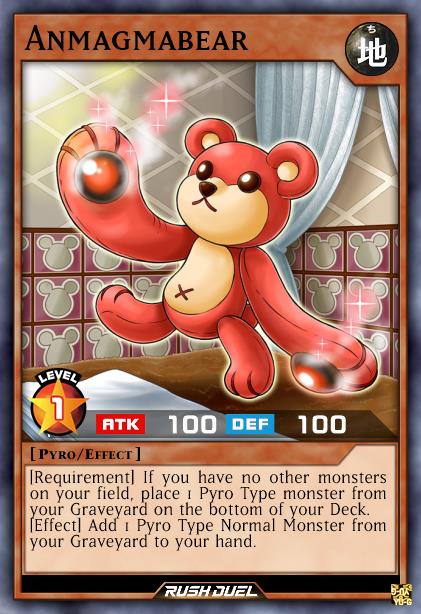 Anmagmabear
ち
地
LEVEL
1
ATK 100 DEF 100
[Pyro/Effect]
[Requirement] If you have no other monsters
on your field, place 1 Pyro Type monster from
your Graveyard on the bottom of your Deck.
[Effect] Add 1 Pyro Type Normal Monster from
your Graveyard to your hand.
RUSH DUEL